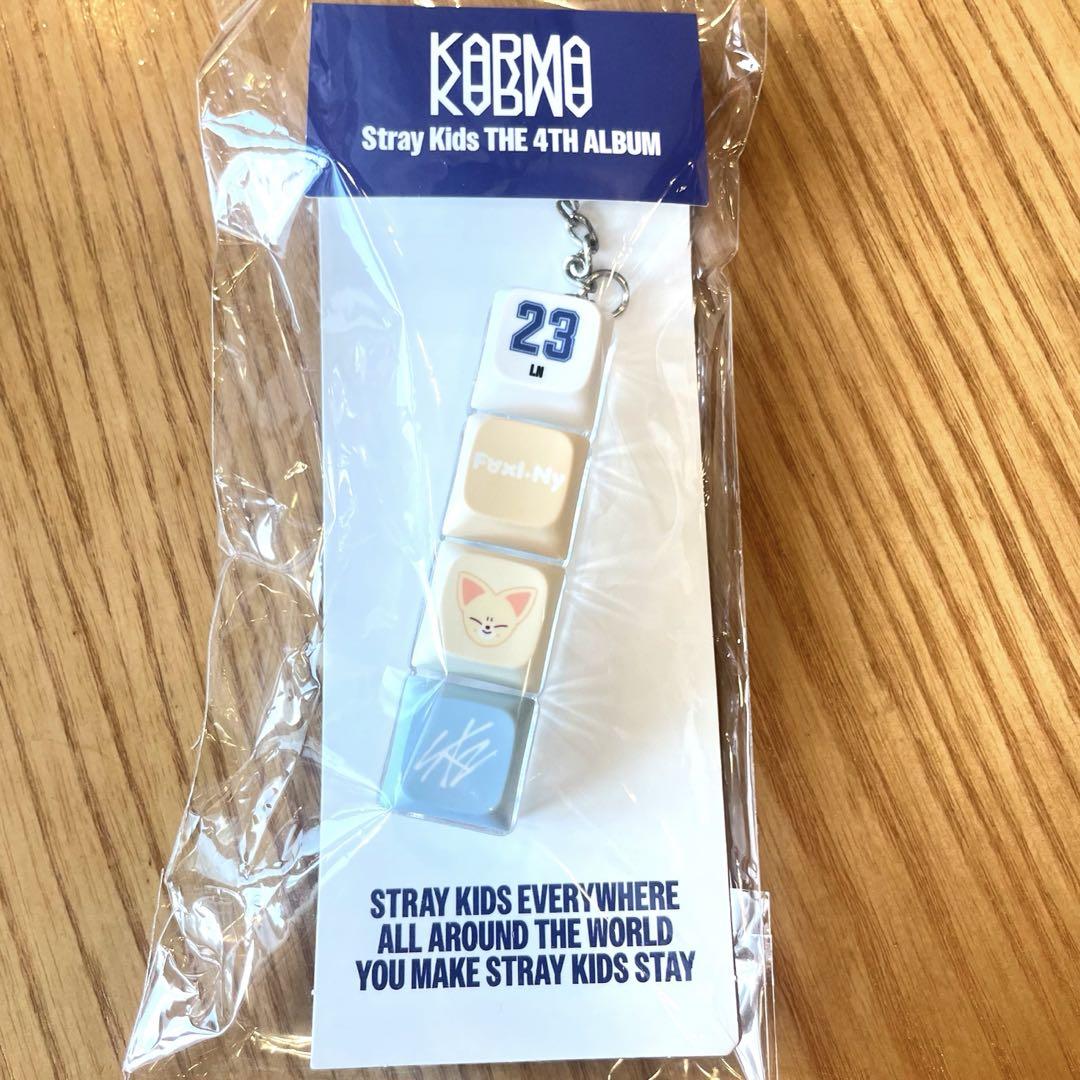 KARMA
Stray Kids THE 4TH ALBUM
23
LN
FoxI.Ny
SKZ
STRAY KIDS EVERYWHERE
ALL AROUND THE WORLD
YOU MAKE STRAY KIDS STAY